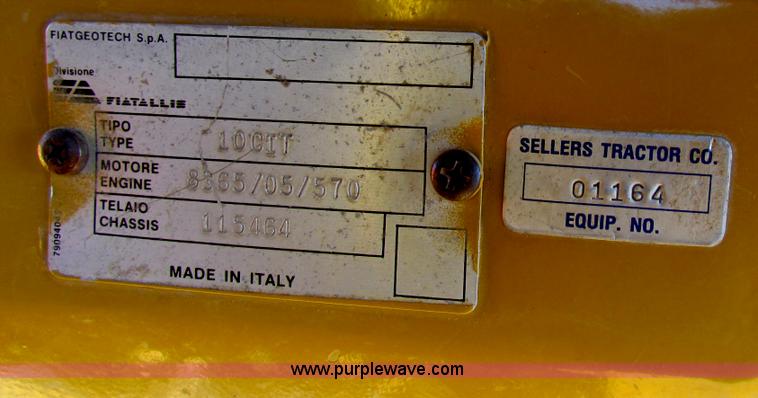 FIATGEOTECH S.p.A.
Divisione
FIATALLIS
TIPO
TYPE
10CIT
MOTORE
ENGINE
8365/05/570
TELAIO
CHASSIS
115464
MADE IN ITALY
SELLERS TRACTOR CO.
01164
EQUIP. NO.
www.purplewave.com